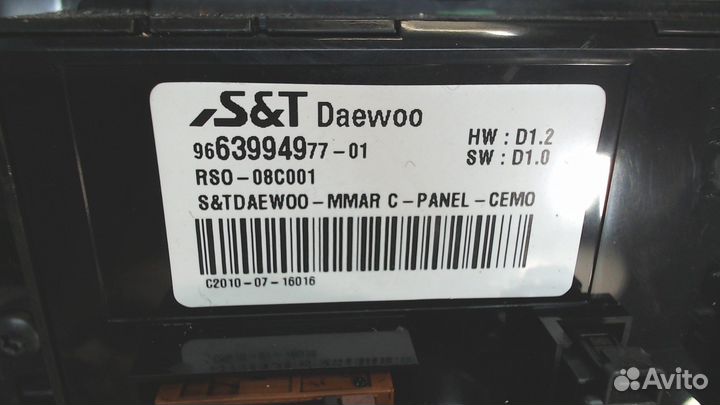 S&T Daewoo
9663994977-01
HW : D1.2
SW : D1.0
RSO-08C001
S&TDAEWOO-MMAR C-PANEL-CEMO
C2010-07-16016
Avito